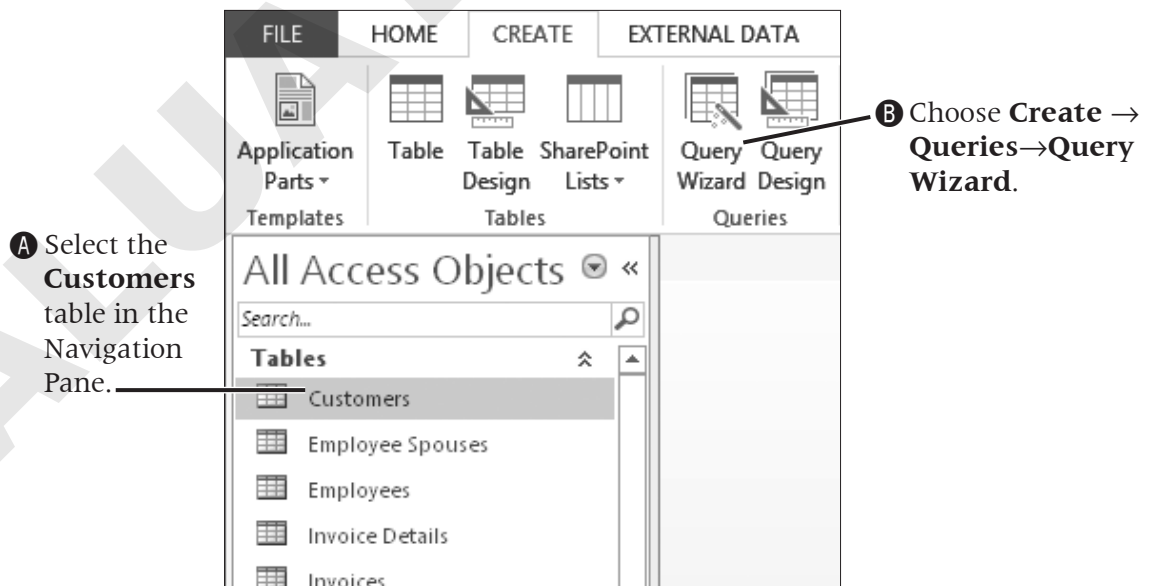 FILE HOME CREATE EXTERNAL DATA
Application Parts
Table
Table Design
SharePoint Lists
Query Wizard
Query Design
Templates Tables Queries
B Choose Create →
Queries→Query
Wizard.
A Select the
Customers
table in the
Navigation
Pane.
All Access Objects «
Search...
Tables
Customers
Employee Spouses
Employees
Invoice Details
Invoices
ALUA